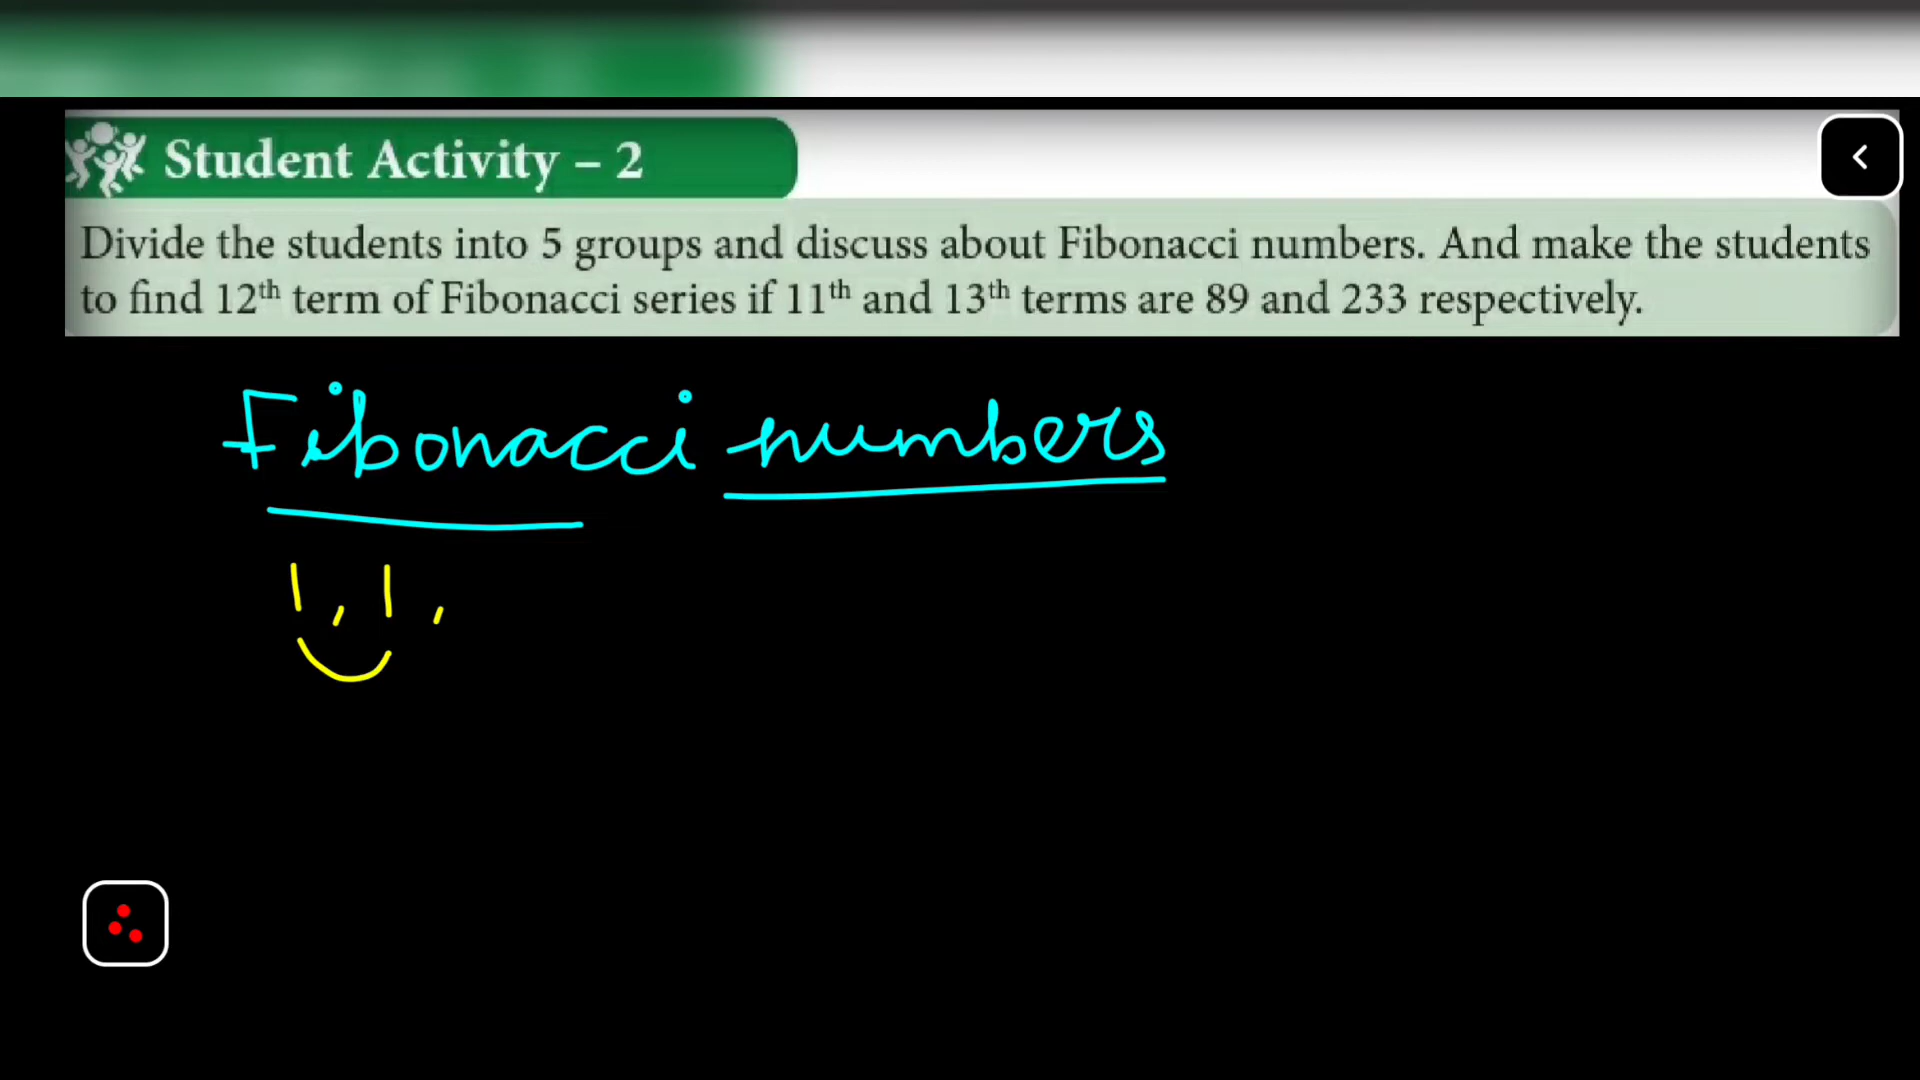 Student Activity – 2
Divide the students into 5 groups and discuss about Fibonacci numbers. And make the students
to find 12th term of Fibonacci series if 11th and 13th terms are 89 and 233 respectively.
Fibonacci numbers
1, 1,